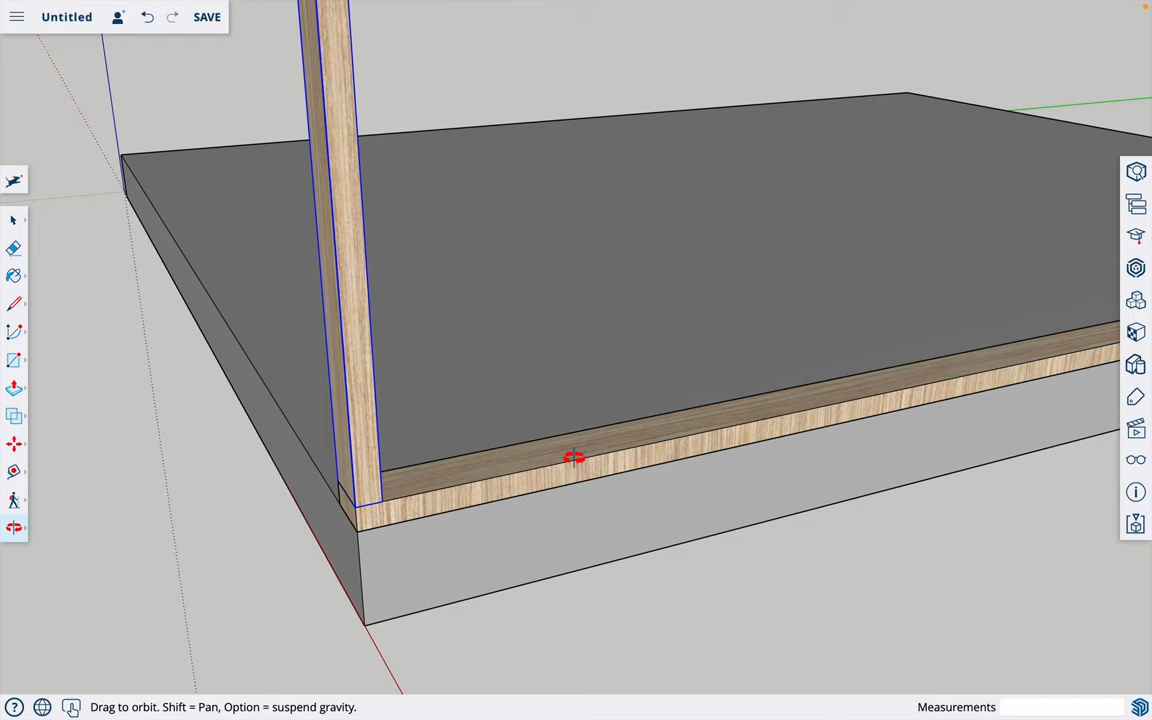 Untitled
SAVE
Drag to orbit. Shift = Pan, Option = suspend gravity.
Measurements